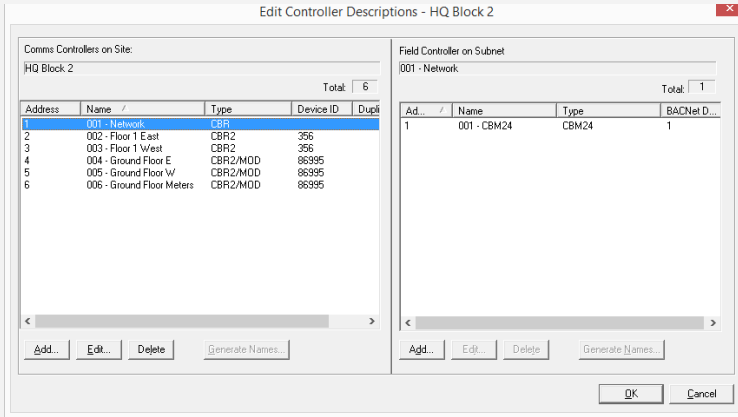 Edit Controller Descriptions - HQ Block 2
Comms Controllers on Site:
HQ Block 2
Total: 6
Address Name Type Device ID Dupli
1 001 - Network CBR
2 002 - Floor 1 East CBR2 356
3 003 - Floor 1 West CBR2 356
4 004 - Ground Floor E CBR2/MOD 86995
5 005 - Ground Floor W CBR2/MOD 86995
6 006 - Ground Floor Meters CBR2/MOD 86995
Add... Edit... Delete Generate Names...
Field Controller on Subnet
001 - Network
Total: 1
Ad... Name Type BACNet D...
1 001 - CBM24 CBM24 1
Add... Edit... Delete Generate Names...
OK Cancel